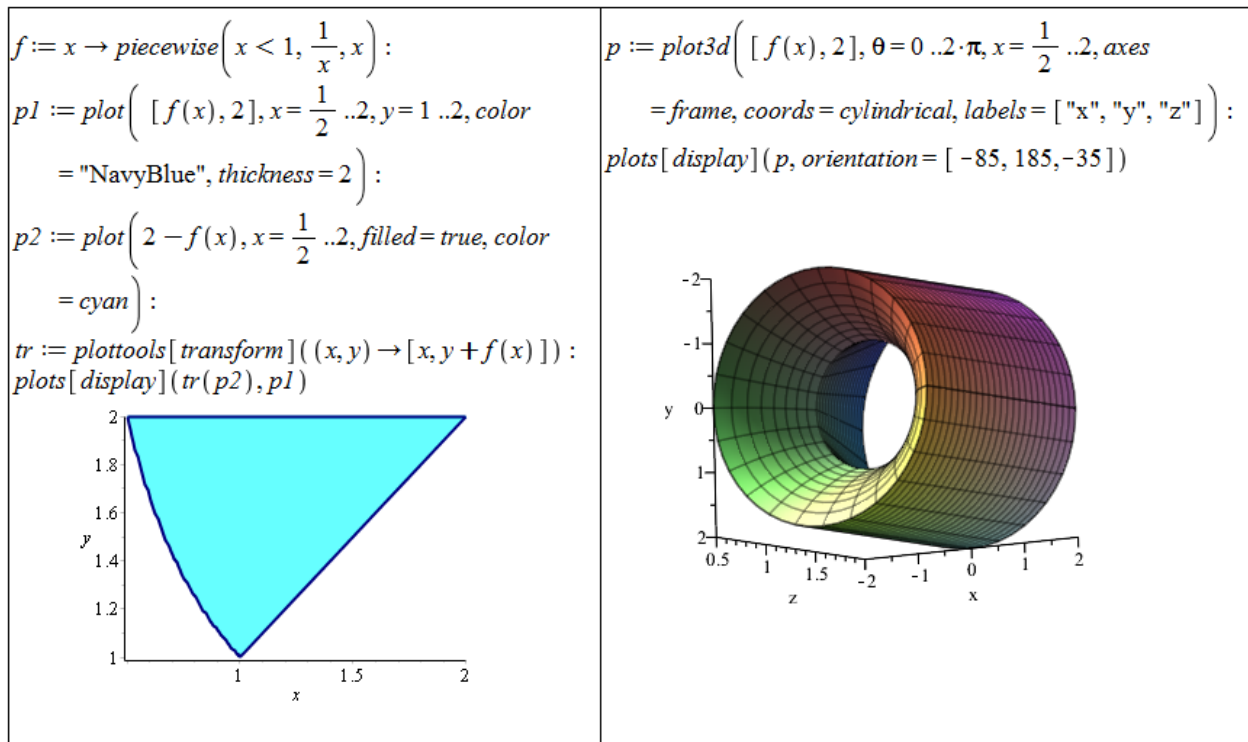 f := x → piecewise(x < 1, 1/x, x) :
p1 := plot( [f(x), 2], x = 1/2 ..2, y = 1 ..2, color
= "NavyBlue", thickness = 2) :
p2 := plot(2 − f(x), x = 1/2 ..2, filled = true, color
= cyan) :
tr := plottools[transform]((x, y) → [x, y + f(x)]) :
plots[display](tr(p2), p1)
2
1.8
1.6
y
1.4
1.2
1
1 1.5 2
x
p := plot3d( [f(x), 2], θ = 0 ..2·π, x = 1/2 ..2, axes
= frame, coords = cylindrical, labels = ["x", "y", "z"]) :
plots[display](p, orientation = [-85, 185, -35])
-2
-1
y 0
1
2
0.5 1 1.5 -2 -1 0 1 2
z x